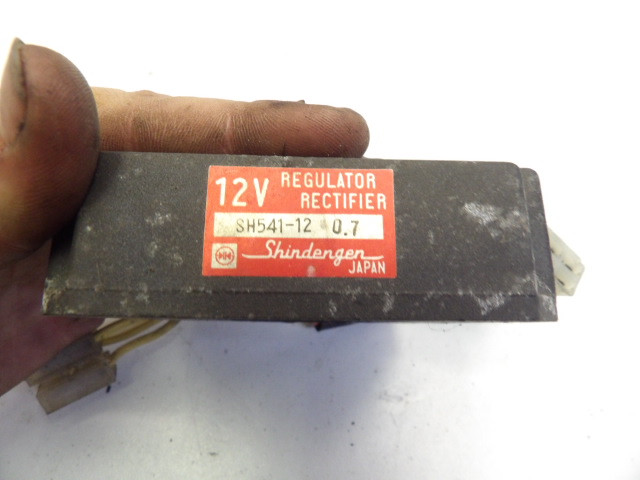 12V REGULATOR
RECTIFIER
SH541-12 0.7
Shindengen
JAPAN